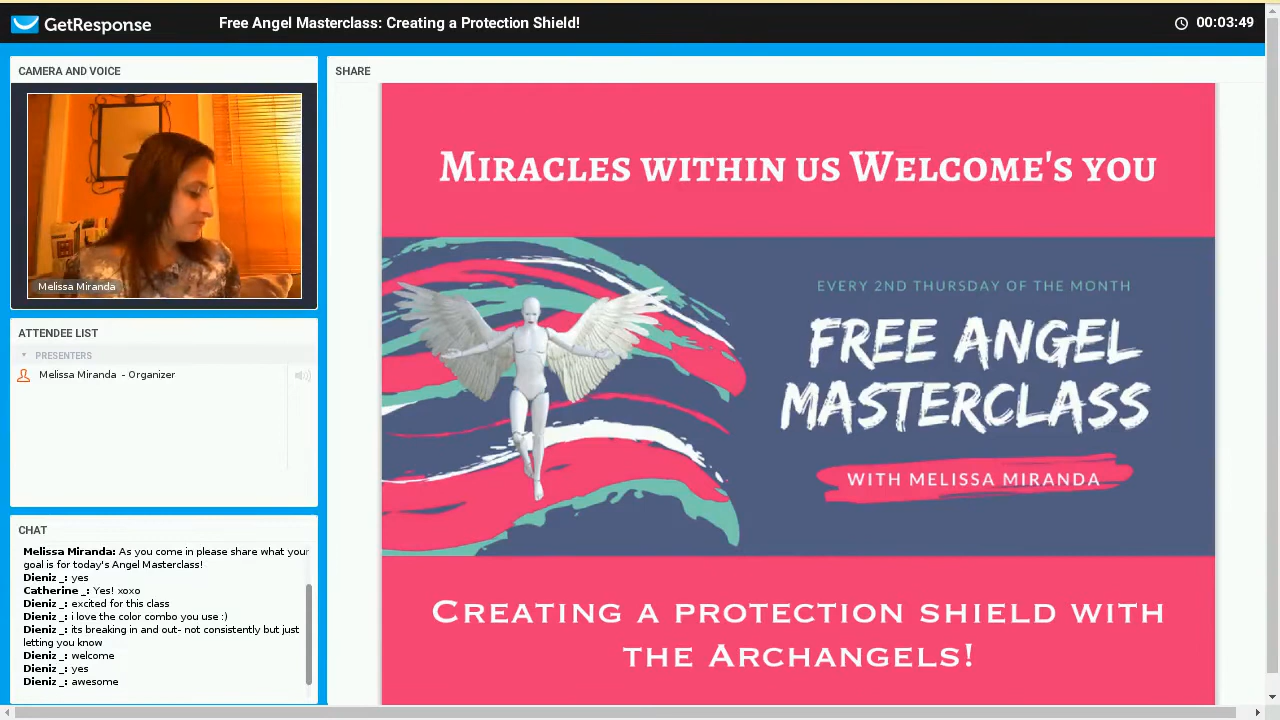 GetResponse
Free Angel Masterclass: Creating a Protection Shield!
00:03:49
CAMERA AND VOICE
Melissa Miranda
ATTENDEE LIST
PRESENTERS
Melissa Miranda - Organizer
CHAT
Melissa Miranda: As you come in please share what your
goal is for today's Angel Masterclass!
Dieniz _: yes
Catherine _: Yes! xoxo
Dieniz _: excited for this class
Dieniz _: i love the color combo you use :)
Dieniz _: its breaking in and out- not consistently but just
letting you know
Dieniz _: welcome
Dieniz _: yes
Dieniz _: awesome
SHARE
Miracles within us Welcome's you
EVERY 2ND THURSDAY OF THE MONTH
FREE ANGEL
MASTERCLASS
WITH MELISSA MIRANDA
Creating a protection shield with
the Archangels!